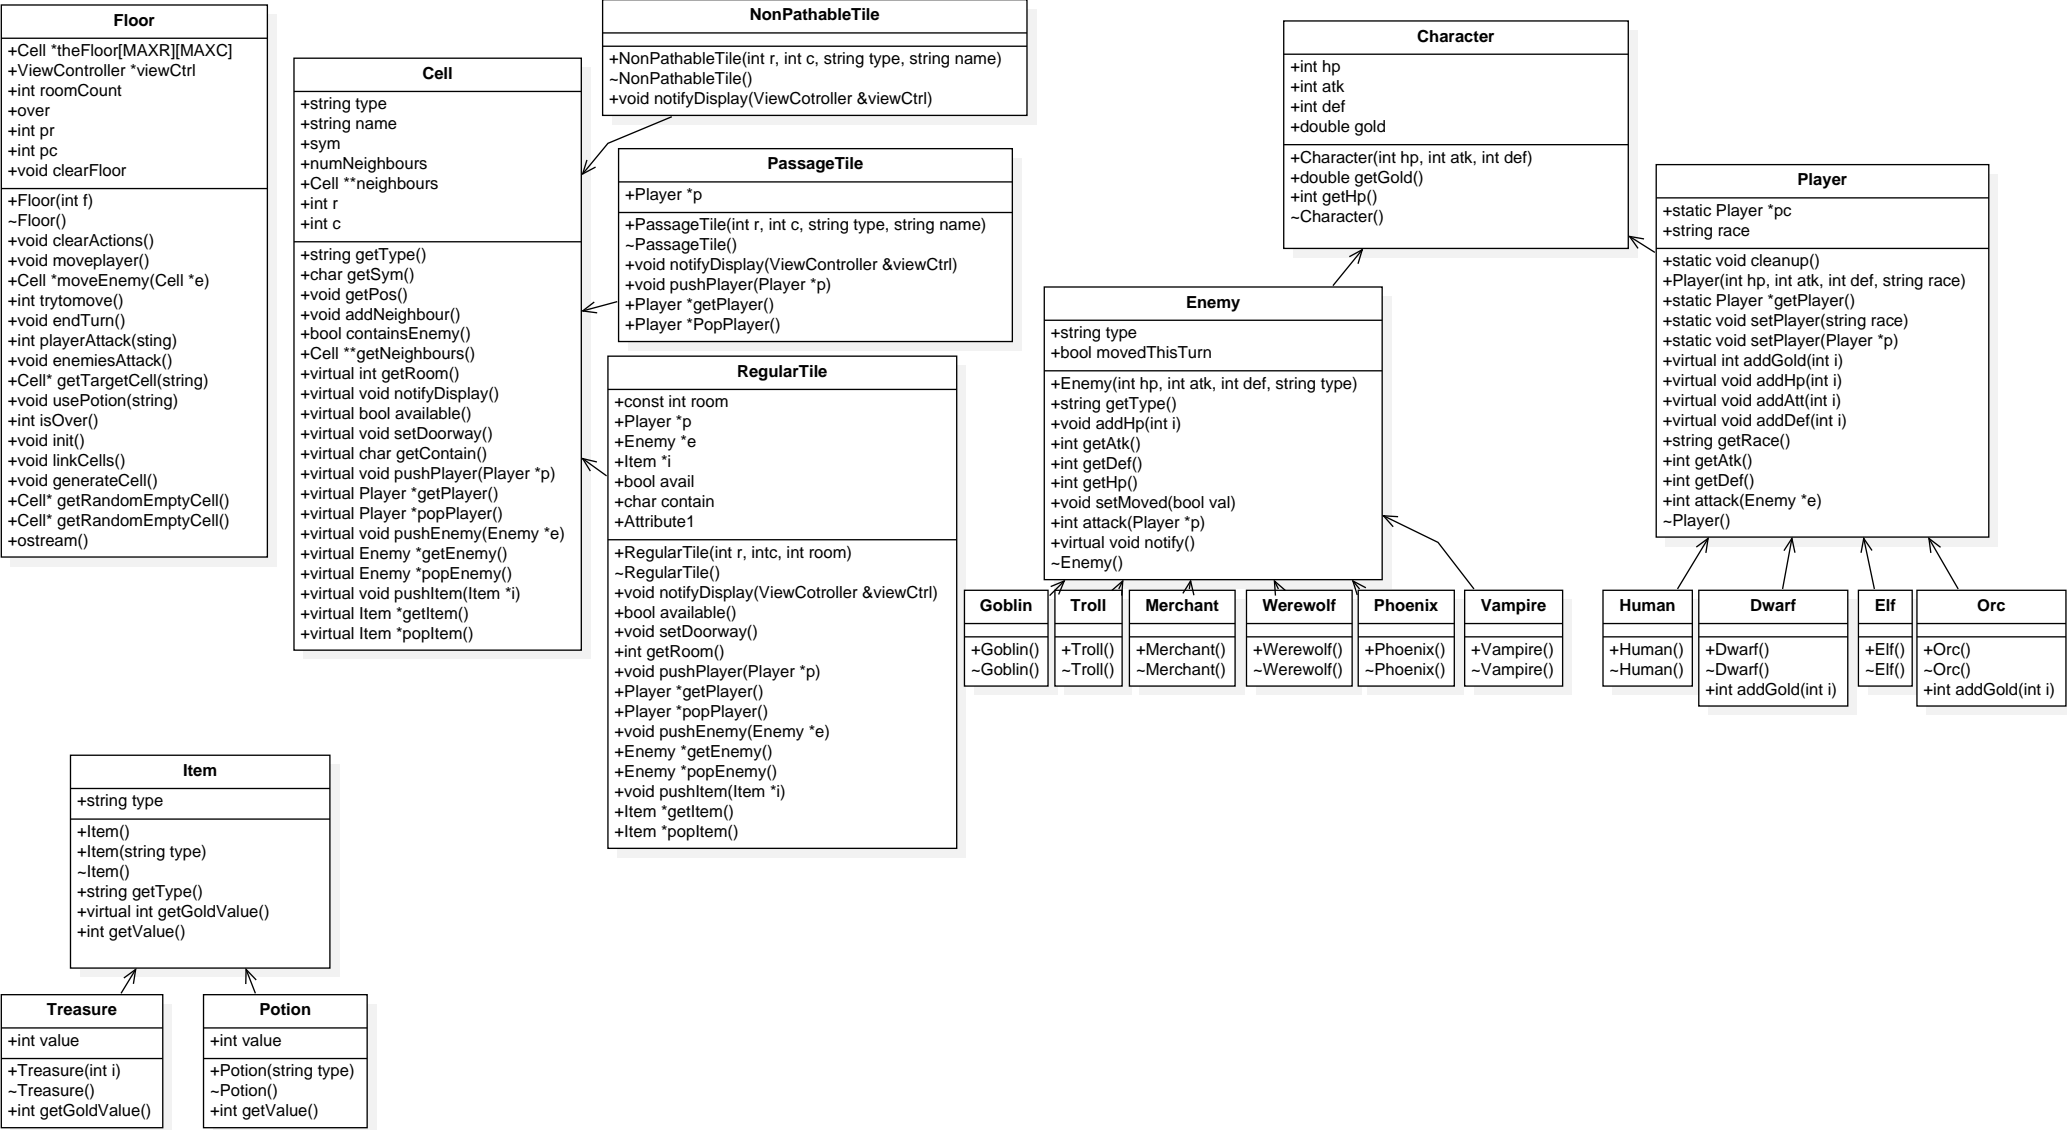 Floor
+Cell *theFloor[MAXR][MAXC]
+ViewController *viewCtrl
+int roomCount
+over
+int pr
+int pc
+void clearFloor
+Floor(int f)
~Floor()
+void clearActions()
+void moveplayer()
+Cell *moveEnemy(Cell *e)
+int trytomove()
+void endTurn()
+int playerAttack(sting)
+void enemiesAttack()
+Cell* getTargetCell(string)
+void usePotion(string)
+int isOver()
+void init()
+void linkCells()
+void generateCell()
+Cell* getRandomEmptyCell()
+Cell* getRandomEmptyCell()
+ostream()
Cell
+string type
+string name
+sym
+numNeighbours
+Cell **neighbours
+int r
+int c
+string getType()
+char getSym()
+void getPos()
+void addNeighbour()
+bool containsEnemy()
+Cell **getNeighbours()
+virtual int getRoom()
+virtual void notifyDisplay()
+virtual bool available()
+virtual void setDoorway()
+virtual char getContain()
+virtual void pushPlayer(Player *p)
+virtual Player *getPlayer()
+virtual Player *popPlayer()
+virtual void pushEnemy(Enemy *e)
+virtual Enemy *getEnemy()
+virtual Enemy *popEnemy()
+virtual void pushItem(Item *i)
+virtual Item *getItem()
+virtual Item *popItem()
NonPathableTile
+NonPathableTile(int r, int c, string type, string name)
~NonPathableTile()
+void notifyDisplay(ViewCotroller &viewCtrl)
PassageTile
+Player *p
+PassageTile(int r, int c, string type, string name)
~PassageTile()
+void notifyDisplay(ViewController &viewCtrl)
+void pushPlayer(Player *p)
+Player *getPlayer()
+Player *PopPlayer()
RegularTile
+const int room
+Player *p
+Enemy *e
+Item *i
+bool avail
+char contain
+Attribute1
+RegularTile(int r, intc, int room)
~RegularTile()
+void notifyDisplay(ViewCotroller &viewCtrl)
+bool available()
+void setDoorway()
+int getRoom()
+void pushPlayer(Player *p)
+Player *getPlayer()
+Player *popPlayer()
+void pushEnemy(Enemy *e)
+Enemy *getEnemy()
+Enemy *popEnemy()
+void pushItem(Item *i)
+Item *getItem()
+Item *popItem()
Character
+int hp
+int atk
+int def
+double gold
+Character(int hp, int atk, int def)
+double getGold()
+int getHp()
~Character()
Enemy
+string type
+bool movedThisTurn
+Enemy(int hp, int atk, int def, string type)
+string getType()
+void addHp(int i)
+int getAtk()
+int getDef()
+int getHp()
+void setMoved(bool val)
+int attack(Player *p)
+virtual void notify()
~Enemy()
Player
+static Player *pc
+string race
+static void cleanup()
+Player(int hp, int atk, int def, string race)
+static Player *getPlayer()
+static void setPlayer(string race)
+static void setPlayer(Player *p)
+virtual int addGold(int i)
+virtual void addHp(int i)
+virtual void addAtt(int i)
+virtual void addDef(int i)
+string getRace()
+int getAtk()
+int getDef()
+int attack(Enemy *e)
~Player()
Goblin
+Goblin()
~Goblin()
Troll
+Troll()
~Troll()
Merchant
+Merchant()
~Merchant()
Werewolf
+Werewolf()
~Werewolf()
Phoenix
+Phoenix()
~Phoenix()
Vampire
+Vampire()
~Vampire()
Human
+Human()
~Human()
Dwarf
+Dwarf()
~Dwarf()
+int addGold(int i)
Elf
+Elf()
~Elf()
Orc
+Orc()
~Orc()
+int addGold(int i)
Item
+string type
+Item()
+Item(string type)
~Item()
+string getType()
+virtual int getGoldValue()
+int getValue()
Treasure
+int value
+Treasure(int i)
~Treasure()
+int getGoldValue()
Potion
+int value
+Potion(string type)
~Potion()
+int getValue()